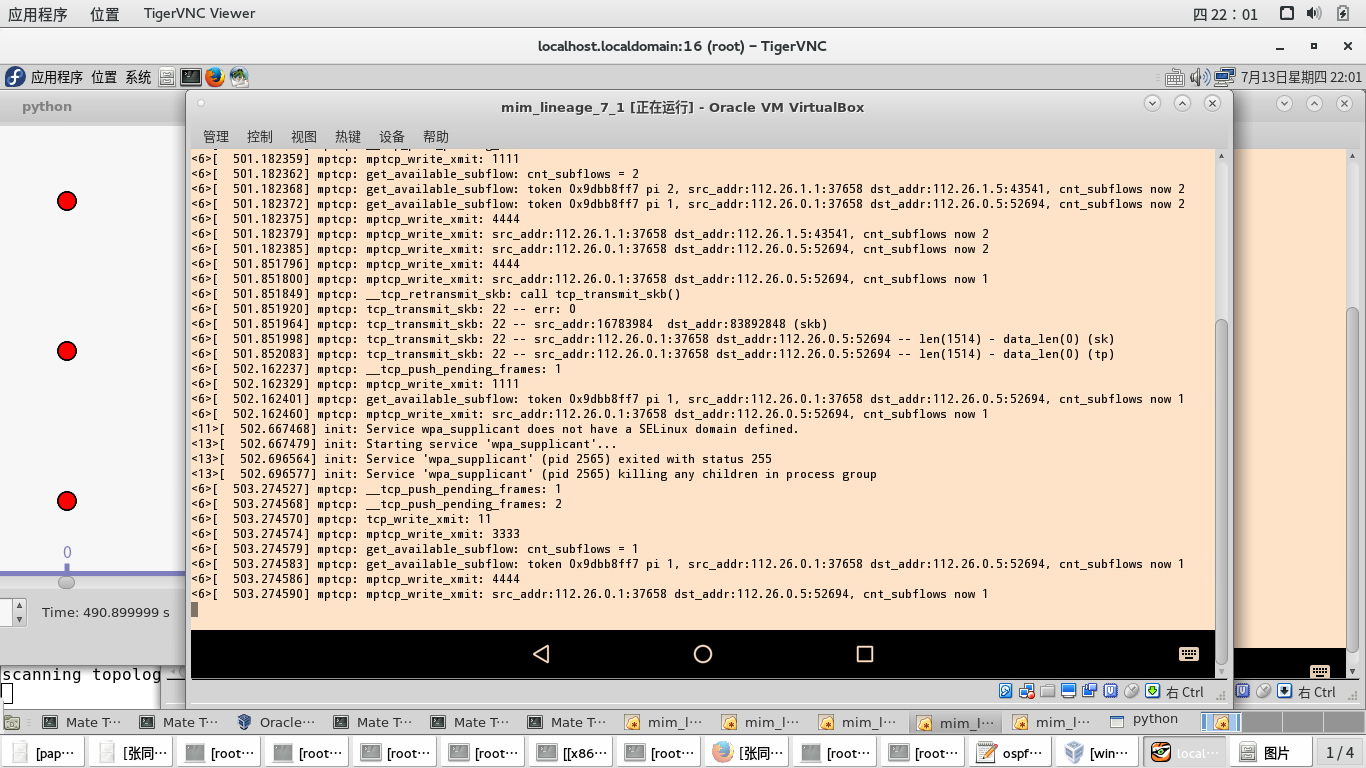 应用程序 位置 TigerVNC Viewer 四 22：01
localhost.localdomain:16 (root) – TigerVNC
应用程序 位置 系统 7月13日星期四 22:01
python
mim_lineage_7_1 [正在运行] - Oracle VM VirtualBox
管理 控制 视图 热键 设备 帮助
<6>[  501.182359] mptcp: mptcp_write_xmit: 1111
<6>[  501.182362] mptcp: get_available_subflow: cnt_subflows = 2
<6>[  501.182368] mptcp: get_available_subflow: token 0x9dbb8ff7 pi 2, src_addr:112.26.1.1:37658 dst_addr:112.26.1.5:43541, cnt_subflows now 2
<6>[  501.182372] mptcp: get_available_subflow: token 0x9dbb8ff7 pi 1, src_addr:112.26.0.1:37658 dst_addr:112.26.0.5:52694, cnt_subflows now 2
<6>[  501.182375] mptcp: mptcp_write_xmit: 4444
<6>[  501.182379] mptcp: mptcp_write_xmit: src_addr:112.26.1.1:37658 dst_addr:112.26.1.5:43541, cnt_subflows now 2
<6>[  501.182385] mptcp: mptcp_write_xmit: src_addr:112.26.0.1:37658 dst_addr:112.26.0.5:52694, cnt_subflows now 2
<6>[  501.851796] mptcp: mptcp_write_xmit: 4444
<6>[  501.851800] mptcp: mptcp_write_xmit: src_addr:112.26.0.1:37658 dst_addr:112.26.0.5:52694, cnt_subflows now 1
<6>[  501.851849] mptcp: __tcp_retransmit_skb: call tcp_transmit_skb()
<6>[  501.851920] mptcp: tcp_transmit_skb: 22 -- err: 0
<6>[  501.851964] mptcp: tcp_transmit_skb: 22 -- src_addr:16783984  dst_addr:83892848 (skb)
<6>[  501.851998] mptcp: tcp_transmit_skb: 22 -- src_addr:112.26.0.1:37658 dst_addr:112.26.0.5:52694 -- len(1514) - data_len(0) (sk)
<6>[  501.852083] mptcp: tcp_transmit_skb: 22 -- src_addr:112.26.0.1:37658 dst_addr:112.26.0.5:52694 -- len(1514) - data_len(0) (tp)
<6>[  502.162237] mptcp: __tcp_push_pending_frames: 1
<6>[  502.162329] mptcp: mptcp_write_xmit: 1111
<6>[  502.162401] mptcp: get_available_subflow: token 0x9dbb8ff7 pi 1, src_addr:112.26.0.1:37658 dst_addr:112.26.0.5:52694, cnt_subflows now 1
<6>[  502.162460] mptcp: mptcp_write_xmit: src_addr:112.26.0.1:37658 dst_addr:112.26.0.5:52694, cnt_subflows now 1
<11>[  502.667468] init: Service wpa_supplicant does not have a SELinux domain defined.
<13>[  502.667479] init: Starting service 'wpa_supplicant'...
<13>[  502.696564] init: Service 'wpa_supplicant' (pid 2565) exited with status 255
<13>[  502.696577] init: Service 'wpa_supplicant' (pid 2565) killing any children in process group
<6>[  503.274527] mptcp: __tcp_push_pending_frames: 1
<6>[  503.274568] mptcp: __tcp_push_pending_frames: 2
<6>[  503.274570] mptcp: tcp_write_xmit: 11
<6>[  503.274574] mptcp: mptcp_write_xmit: 3333
<6>[  503.274579] mptcp: get_available_subflow: cnt_subflows = 1
<6>[  503.274583] mptcp: get_available_subflow: token 0x9dbb8ff7 pi 1, src_addr:112.26.0.1:37658 dst_addr:112.26.0.5:52694, cnt_subflows now 1
<6>[  503.274586] mptcp: mptcp_write_xmit: 4444
<6>[  503.274590] mptcp: mptcp_write_xmit: src_addr:112.26.0.1:37658 dst_addr:112.26.0.5:52694, cnt_subflows now 1
0
Time: 490.899999 s
scanning topolog
右 Ctrl 右 Ctrl
Mate T··· Mate T··· Oracle··· Mate T··· Mate T··· Mate T··· mim_l··· mim_l··· mim_l··· mim_l··· mim_l··· python
[pap··· [张同··· [root··· [root··· [root··· [root··· [[x86··· [root··· [张同··· [root··· [root··· ospf··· [win··· local··· 图片 1 / 4